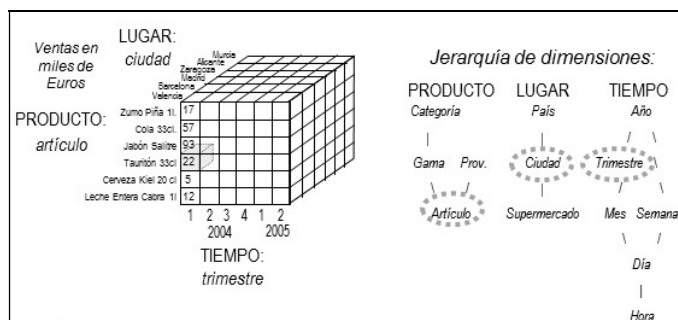 Ventas en
miles de
Euros
LUGAR:
ciudad
Murcia
Alicante
Zaragoza
Madrid
Barcelona
Valencia
PRODUCTO:
artículo
Zumo Piña 1l. 17
Cola 33cl. 57
Jabón Salitre 93
Tauritón 33cl 22
Cerveza Kiel 20 cl 5
Leche Entera Cabra 1l 12
1 2 3 4 1 2
2004 2005
TIEMPO:
trimestre
Jerarquía de dimensiones:
PRODUCTO LUGAR TIEMPO
Categoría País Año
Gama Prov. Ciudad Trimestre
Artículo Supermercado Mes Semana
Día
Hora